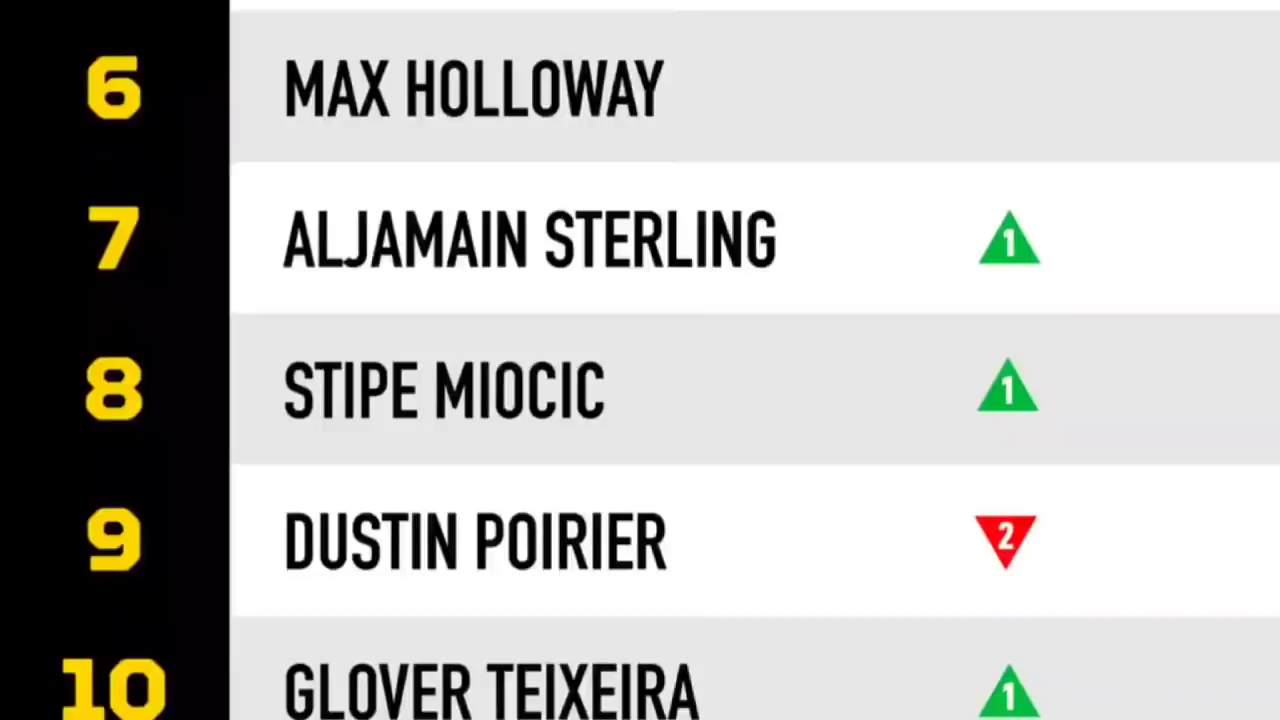 6 MAX HOLLOWAY
7 ALJAMAIN STERLING 1
8 STIPE MIOCIC 1
9 DUSTIN POIRIER 2
10 GLOVER TEIXEIRA 1